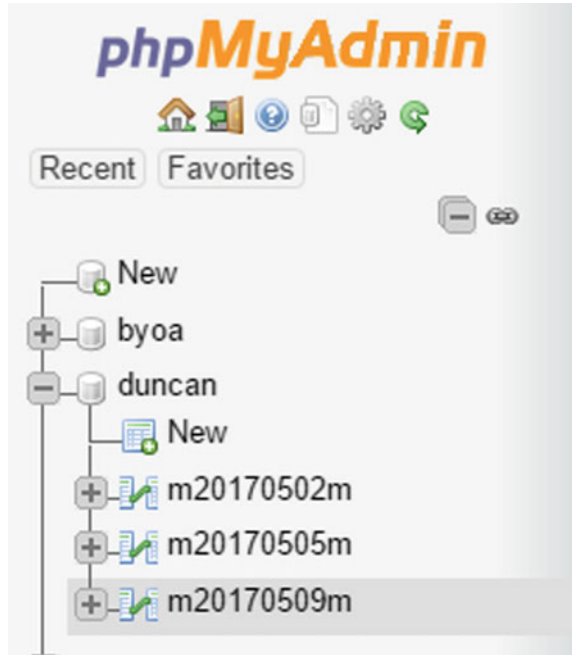 phpMyAdmin
Recent Favorites
New
byoa
duncan
New
m20170502m
m20170505m
m20170509m